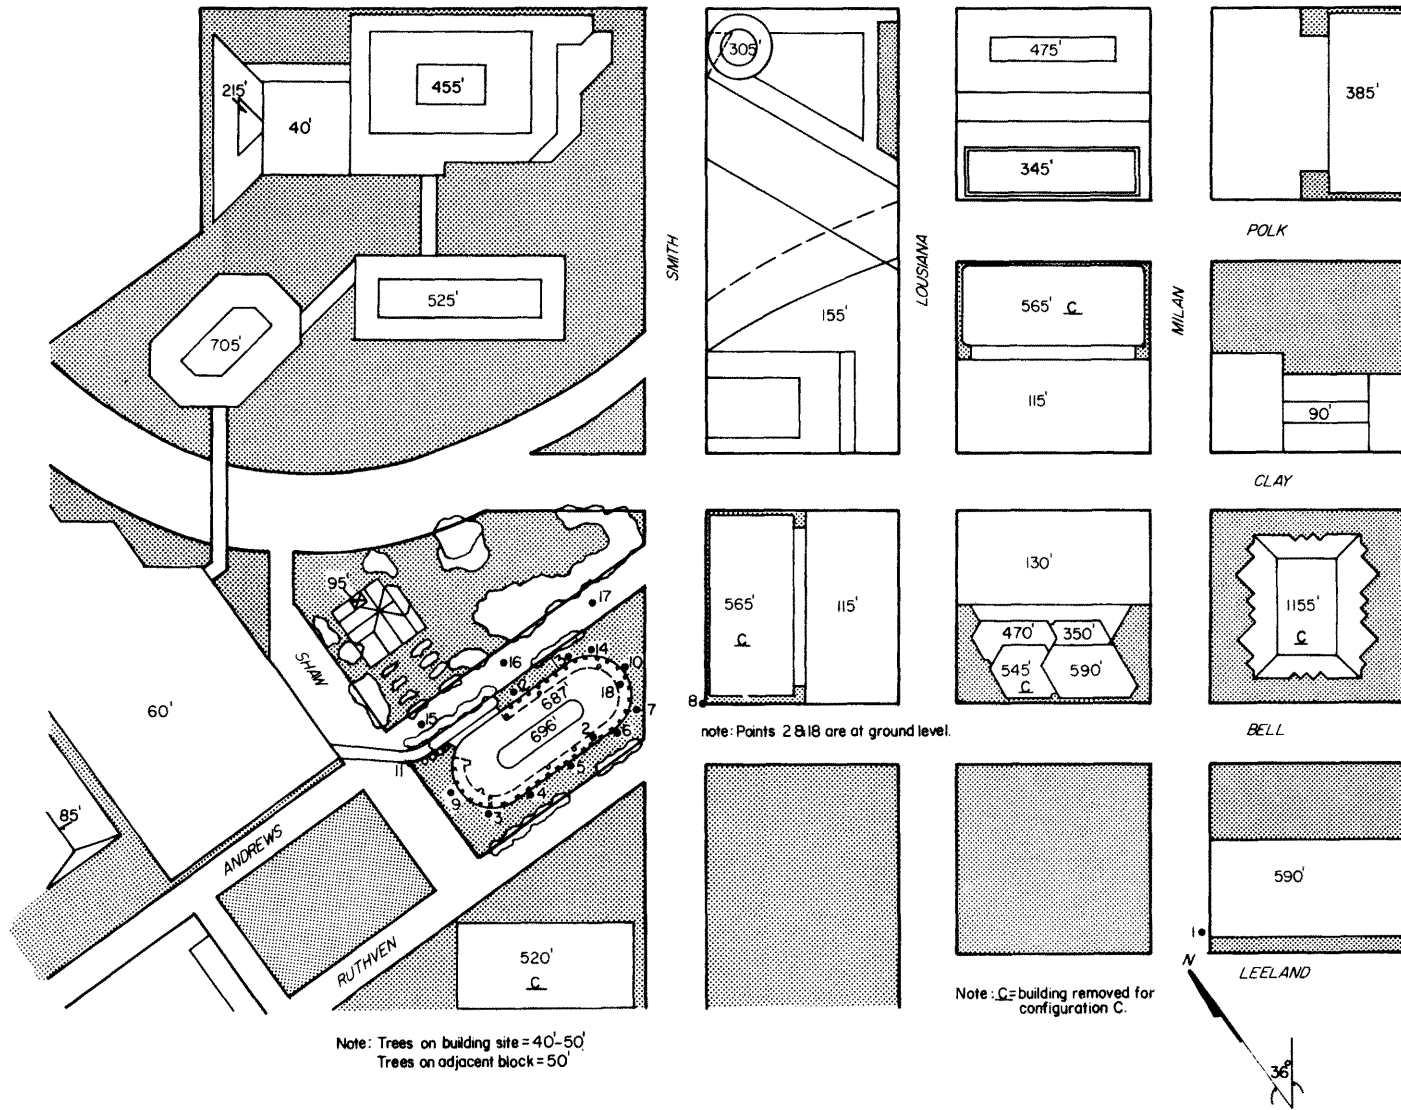 305'
475'
215'
455'
40'
385'
345'
POLK
SMITH
LOUSIANA
MILAN
525'
565' C
155'
705'
115'
90'
CLAY
95'
130'
17
565'
C
115'
1155'
C
470'
350'
SHAW
16
14
13
10
545'
C
590'
12
687'
18
60'
15
696'
7
8
2
6
note: Points 2 & 18 are at ground level.
BELL
11
5
9
4
3
85'
ANDREWS
590'
1
RUTHVEN
520'
C
N
LEELAND
Note: C=building removed for
configuration C.
Note: Trees on building site = 40'-50'
Trees on adjacent block = 50'
36°